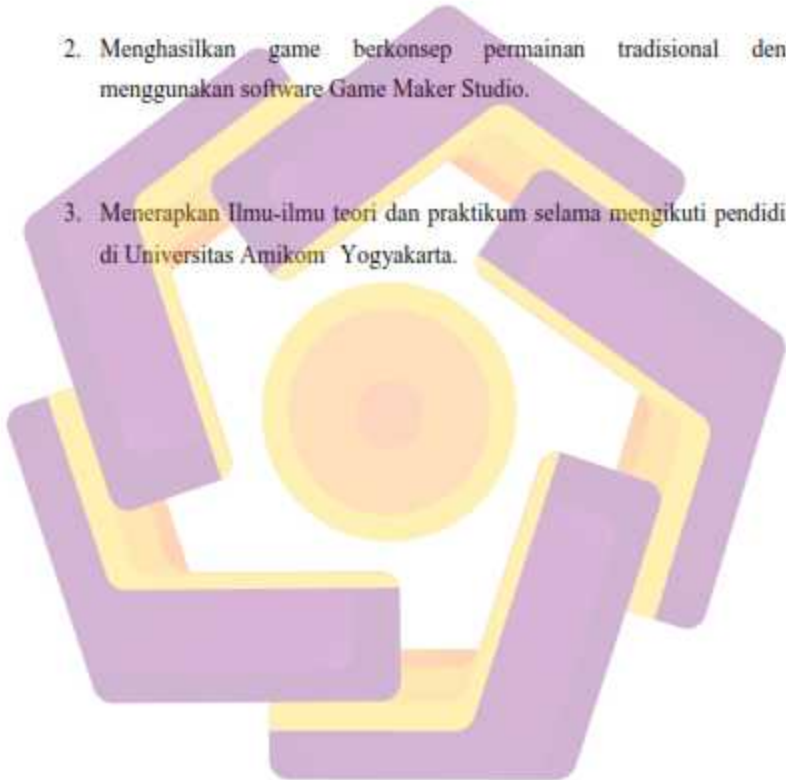 2. Menghasilkan game berkonsep permainan tradisional den
menggunakan software Game Maker Studio.
3. Menerapkan Ilmu-ilmu teori dan praktikum selama mengikuti pendidi
di Universitas Amikom Yogyakarta.